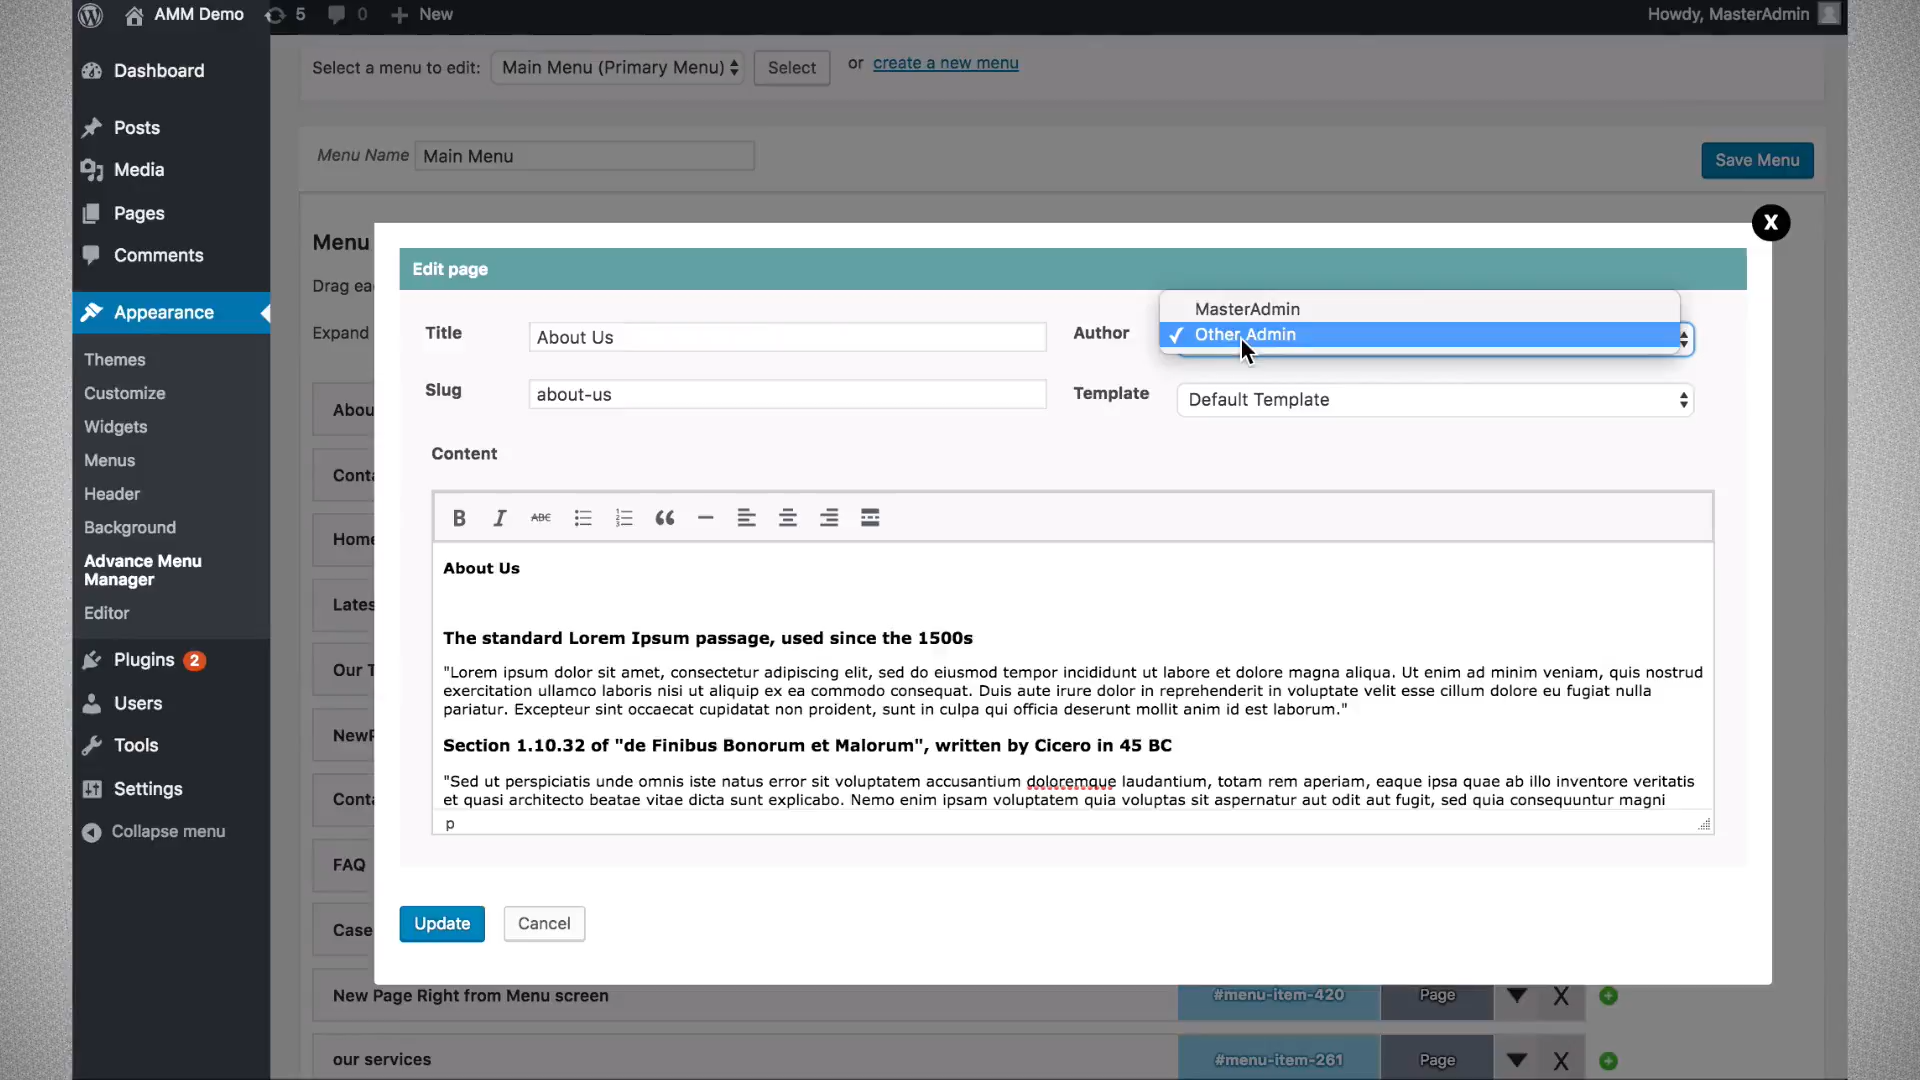 AMM Demo 5 0 New Howdy, MasterAdmin
Dashboard
Posts
Media
Pages
Comments
Appearance
Themes
Customize
Widgets
Menus
Header
Background
Advance Menu
Manager
Editor
Plugins 2
Users
Tools
Settings
Collapse menu
Select a menu to edit: Main Menu (Primary Menu) Select or create a new menu
Menu Name Main Menu Save Menu
Menu
Drag ea
Expand
X
Edit page
Title About Us Author MasterAdmin
Other Admin
Slug about-us Template Default Template
Content
B I ABC
About Us
The standard Lorem Ipsum passage, used since the 1500s
"Lorem ipsum dolor sit amet, consectetur adipiscing elit, sed do eiusmod tempor incididunt ut labore et dolore magna aliqua. Ut enim ad minim veniam, quis nostrud
exercitation ullamco laboris nisi ut aliquip ex ea commodo consequat. Duis aute irure dolor in reprehenderit in voluptate velit esse cillum dolore eu fugiat nulla
pariatur. Excepteur sint occaecat cupidatat non proident, sunt in culpa qui officia deserunt mollit anim id est laborum."
Section 1.10.32 of "de Finibus Bonorum et Malorum", written by Cicero in 45 BC
"Sed ut perspiciatis unde omnis iste natus error sit voluptatem accusantium doloremque laudantium, totam rem aperiam, eaque ipsa quae ab illo inventore veritatis
et quasi architecto beatae vitae dicta sunt explicabo. Nemo enim ipsam voluptatem quia voluptas sit aspernatur aut odit aut fugit, sed quia consequuntur magni
p
Update Cancel
Abou
Conta
Home
Lates
Our T
NewP
Conta
FAQ
Case
New Page Right from Menu screen #menu-item-420 Page X
our services #menu-item-261 Page X